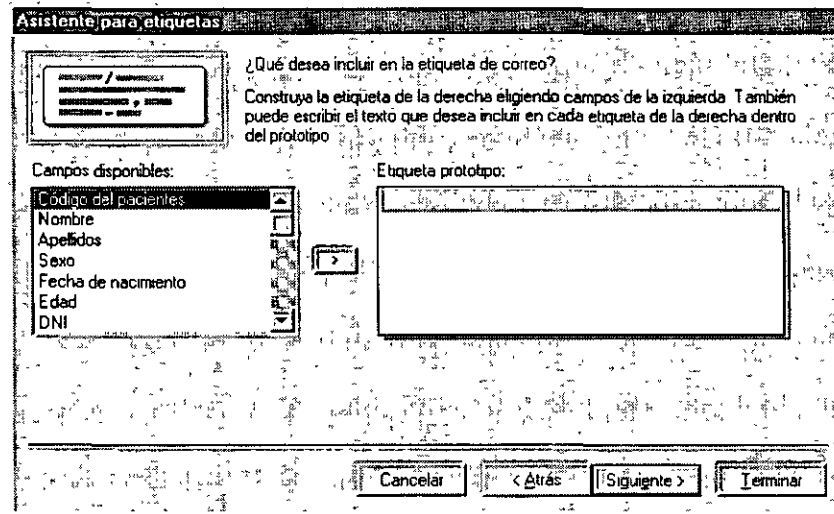 Asistente para etiquetas
¿Qué desea incluir en la etiqueta de correo?
Construya la etiqueta de la derecha eligiendo campos de la izquierda También
puede escribir el texto que desea incluir en cada etiqueta de la derecha dentro
del prototipo
Campos disponibles:
Etiqueta prototipo:
Código del pacientes
Nombre
Apellidos
Sexo
Fecha de nacimiento
Edad
DNI
>
Cancelar
< Atrás
Siguiente >
Terminar